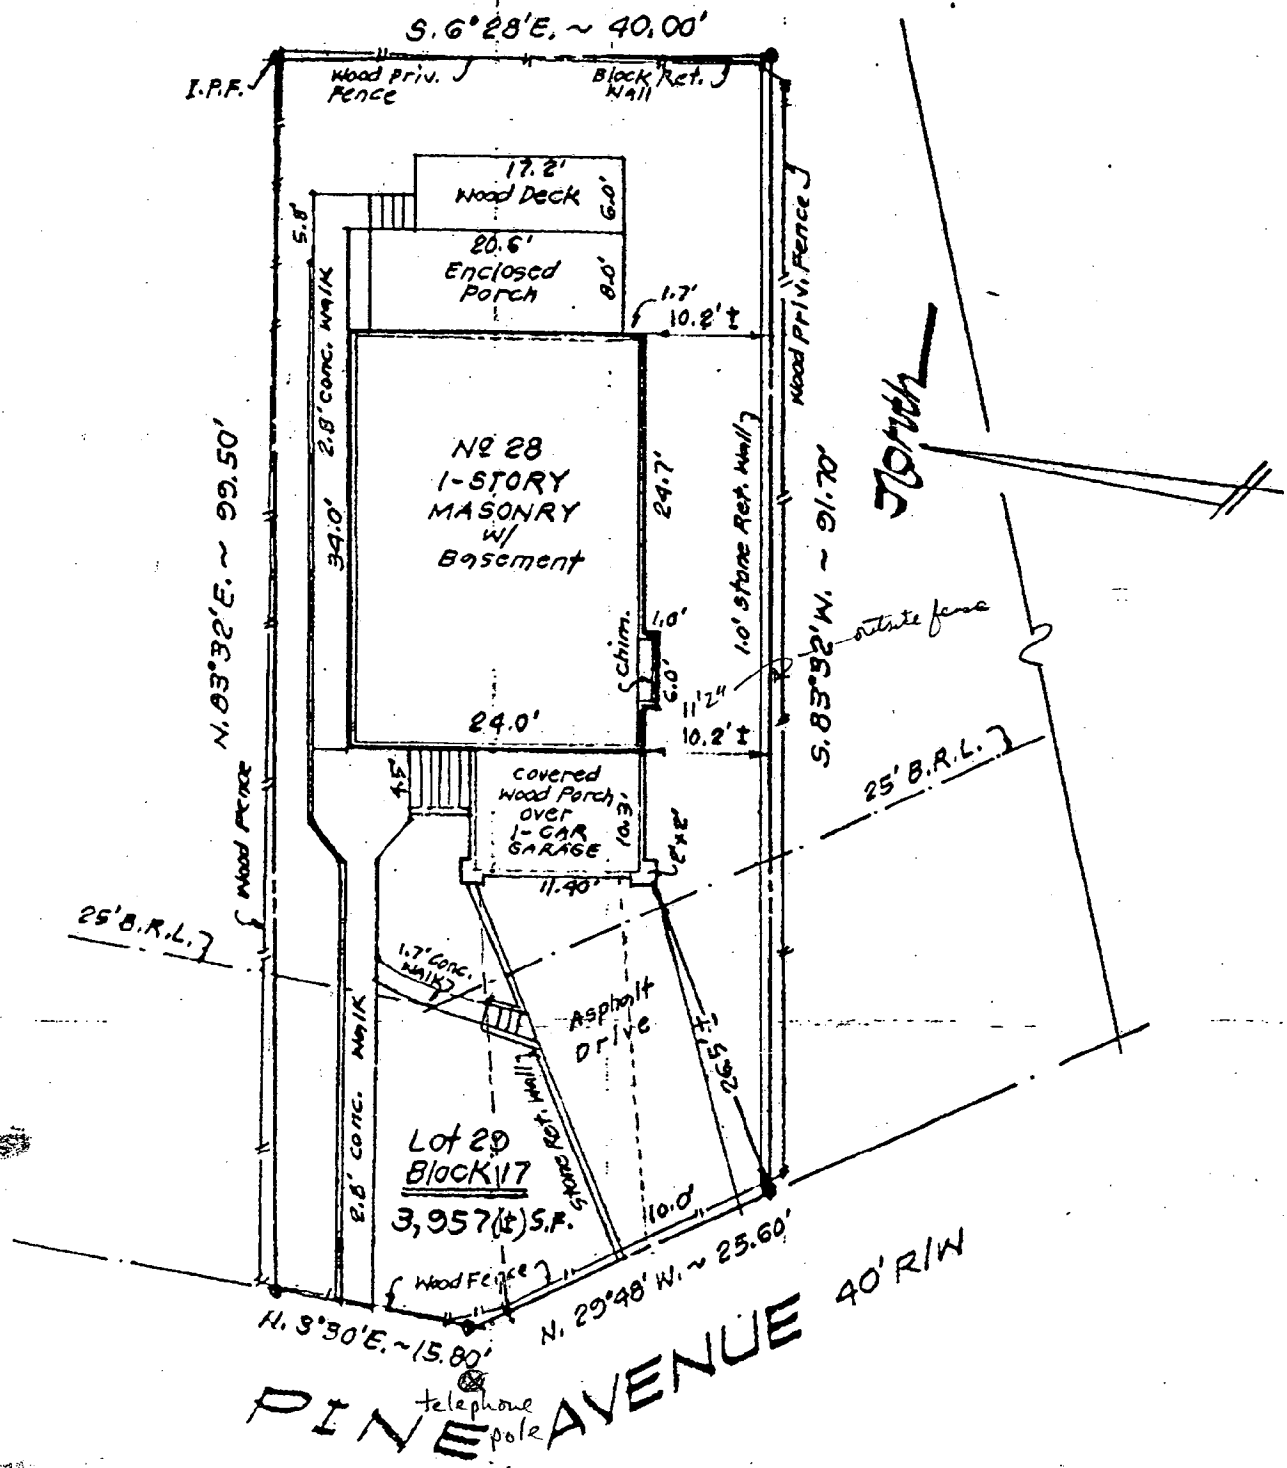 S. 6°28'E. ~ 40.00'
I.P.F.
Wood Priv.
Fence
Block Ret.
Wall
17.2'
Wood Deck
6.0'
5.8'
20.6'
Enclosed
Porch
8.0'
1.7'
10.2'±
Wood Priv. Fence
2.8' conc. walk
North
N. 83°32'E. ~ 99.50'
34.0'
Nº 28
1-STORY
MASONRY
w/
Basement
24.7'
1.0' Stone Ret. Wall
S. 83°32'W. ~ 91.70'
outside fence
Chim.
1.0'
6.0'
11'2"
10.2'±
24.0'
25' B.R.L.
4.5'
covered
Wood Porch
over
1-CAR
GARAGE
10.3'
2'x2'
11.40'
Wood Fence
25' B.R.L.
1.7' Conc.
Walk
Asphalt
Drive
26.5'±
2.8' conc. Walk
Stone Ret. Wall
Lot 29
Block 17
3,957(±)S.F.
10.0'
Wood Fence
N. 3°30'E. ~ 15.80'
N. 29°48'W. ~ 25.60'
PINE AVENUE 40' R/W
telephone
pole